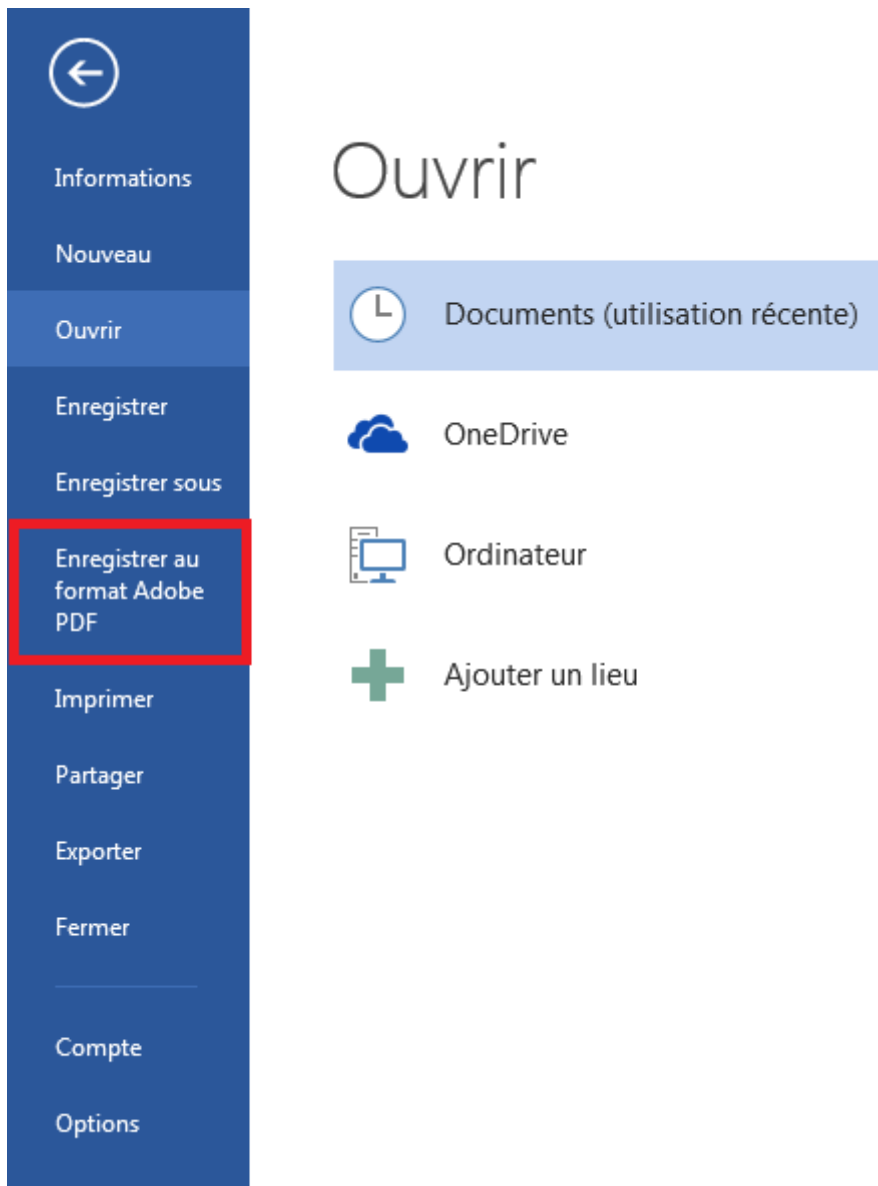 Informations
Nouveau
Ouvrir
Enregistrer
Enregistrer sous
Enregistrer au
format Adobe
PDF
Imprimer
Partager
Exporter
Fermer
Compte
Options
Ouvrir
Documents (utilisation récente)
OneDrive
Ordinateur
Ajouter un lieu